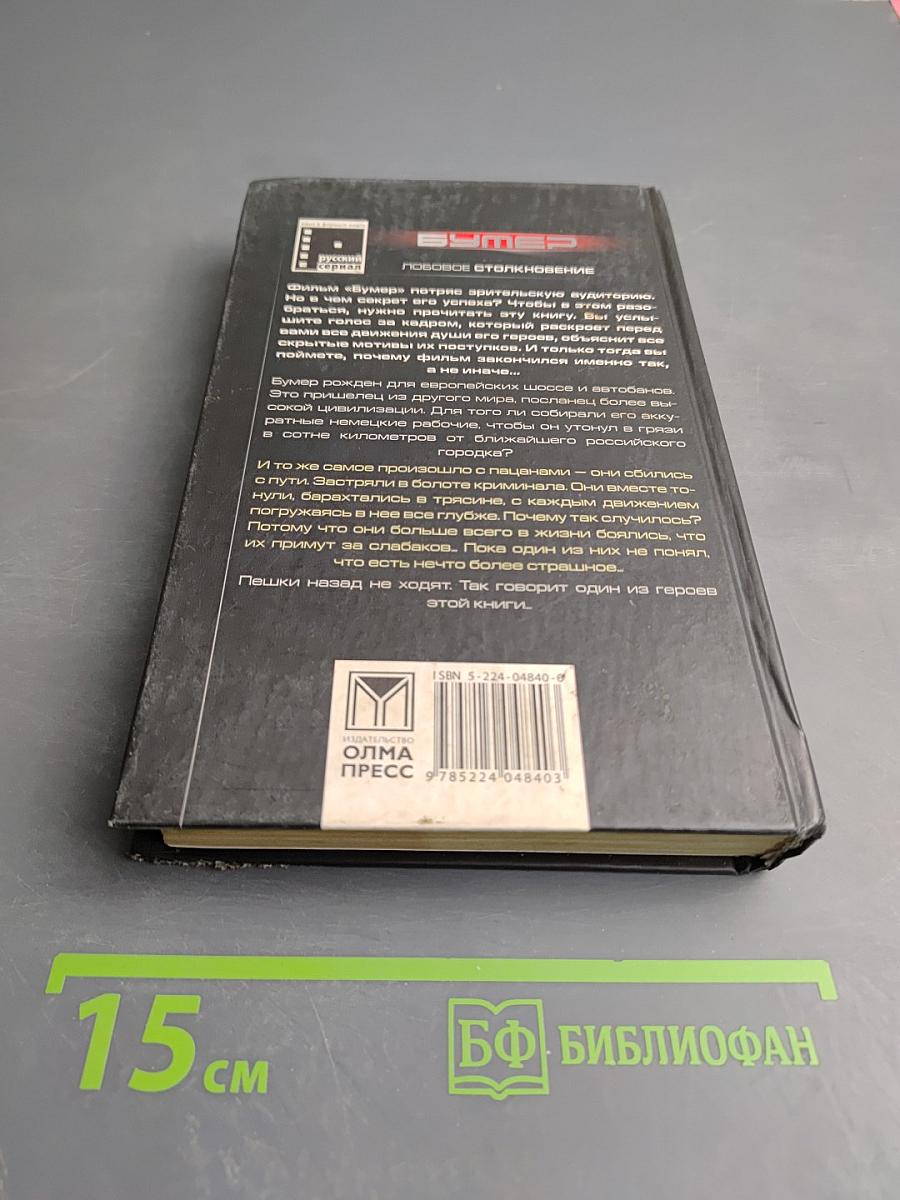 русский
сериал
БУМЕР
ЛОБОВОЕ СТОЛКНОВЕНИЕ
Фильм «Бумер» потряс зрительскую аудиторию.
Но в чем секрет его успеха? Чтобы в этом разо-
браться, нужно прочитать эту книгу. Вы услы-
шите голос за кадром, который раскроет перед
вами все движения души его героев, объяснит все
скрытые мотивы их поступков. И только тогда вы
поймете, почему фильм закончился именно так,
а не иначе...
Бумер рожден для европейских шоссе и автобанов.
Это пришелец из другого мира, посланец более вы-
сокой цивилизации. Для того ли собирали его акку-
ратные немецкие рабочие, чтобы он утонул в грязи
в сотне километров от ближайшего российского
городка?
И то же самое произошло с пацанами — они сбились
с пути. Застряли в болоте криминала. Они вместе то-
нули, барахтались в трясине, с каждым движением
погружаясь в нее все глубже. Почему так случилось?
Потому что они больше всего в жизни боялись, что
их примут за слабаков... Пока один из них не понял,
что есть нечто более страшное...
Пешки назад не ходят. Так говорит один из героев
этой книги...
ISBN 5-224-04840-6
ИЗДАТЕЛЬСТВО
ОЛМА
ПРЕСС
9 785224 048403
15 см
БФ БИБЛИОФАН